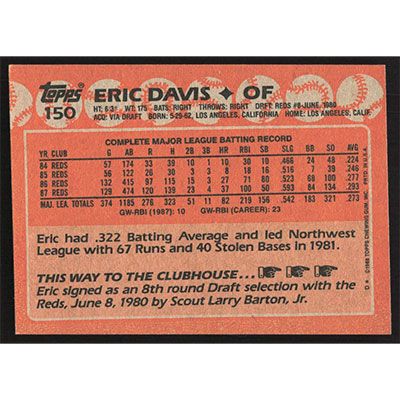 Topps
150
ERIC DAVIS ✦ OF
HT: 6'3" WT: 175 BATS: RIGHT THROWS: RIGHT DRFT: REDS #8-JUNE, 1980
ACQ: VIA DRAFT BORN: 5-29-62, LOS ANGELES, CALIFORNIA HOME: LOS ANGELES, CALIF.
COMPLETE MAJOR LEAGUE BATTING RECORD
YR CLUB G AB R H 2B 3B HR RBI SB SLG BB SO AVG
84 REDS 57 174 33 39 10 1 10 30 10 .466 24 48 .224
85 REDS 56 122 26 30 3 3 8 18 16 .516 7 39 .246
86 REDS 132 415 97 115 15 3 27 71 80 .523 68 100 .277
87 REDS 129 474 120 139 23 4 37 100 50 .593 84 134 .293
MAJ. LEA. TOTALS 374 1185 276 323 51 11 82 219 156 .540 183 321 .273
GW-RBI (1987): 10 GW-RBI (CAREER): 23
Eric had .322 Batting Average and led Northwest
League with 67 Runs and 40 Stolen Bases in 1981.
THIS WAY TO THE CLUBHOUSE...
Eric signed as an 8th round Draft selection with the
Reds, June 8, 1980 by Scout Larry Barton, Jr.
©1988 TOPPS CHEWING GUM, INC. PRTD. IN U.S.A.
D*